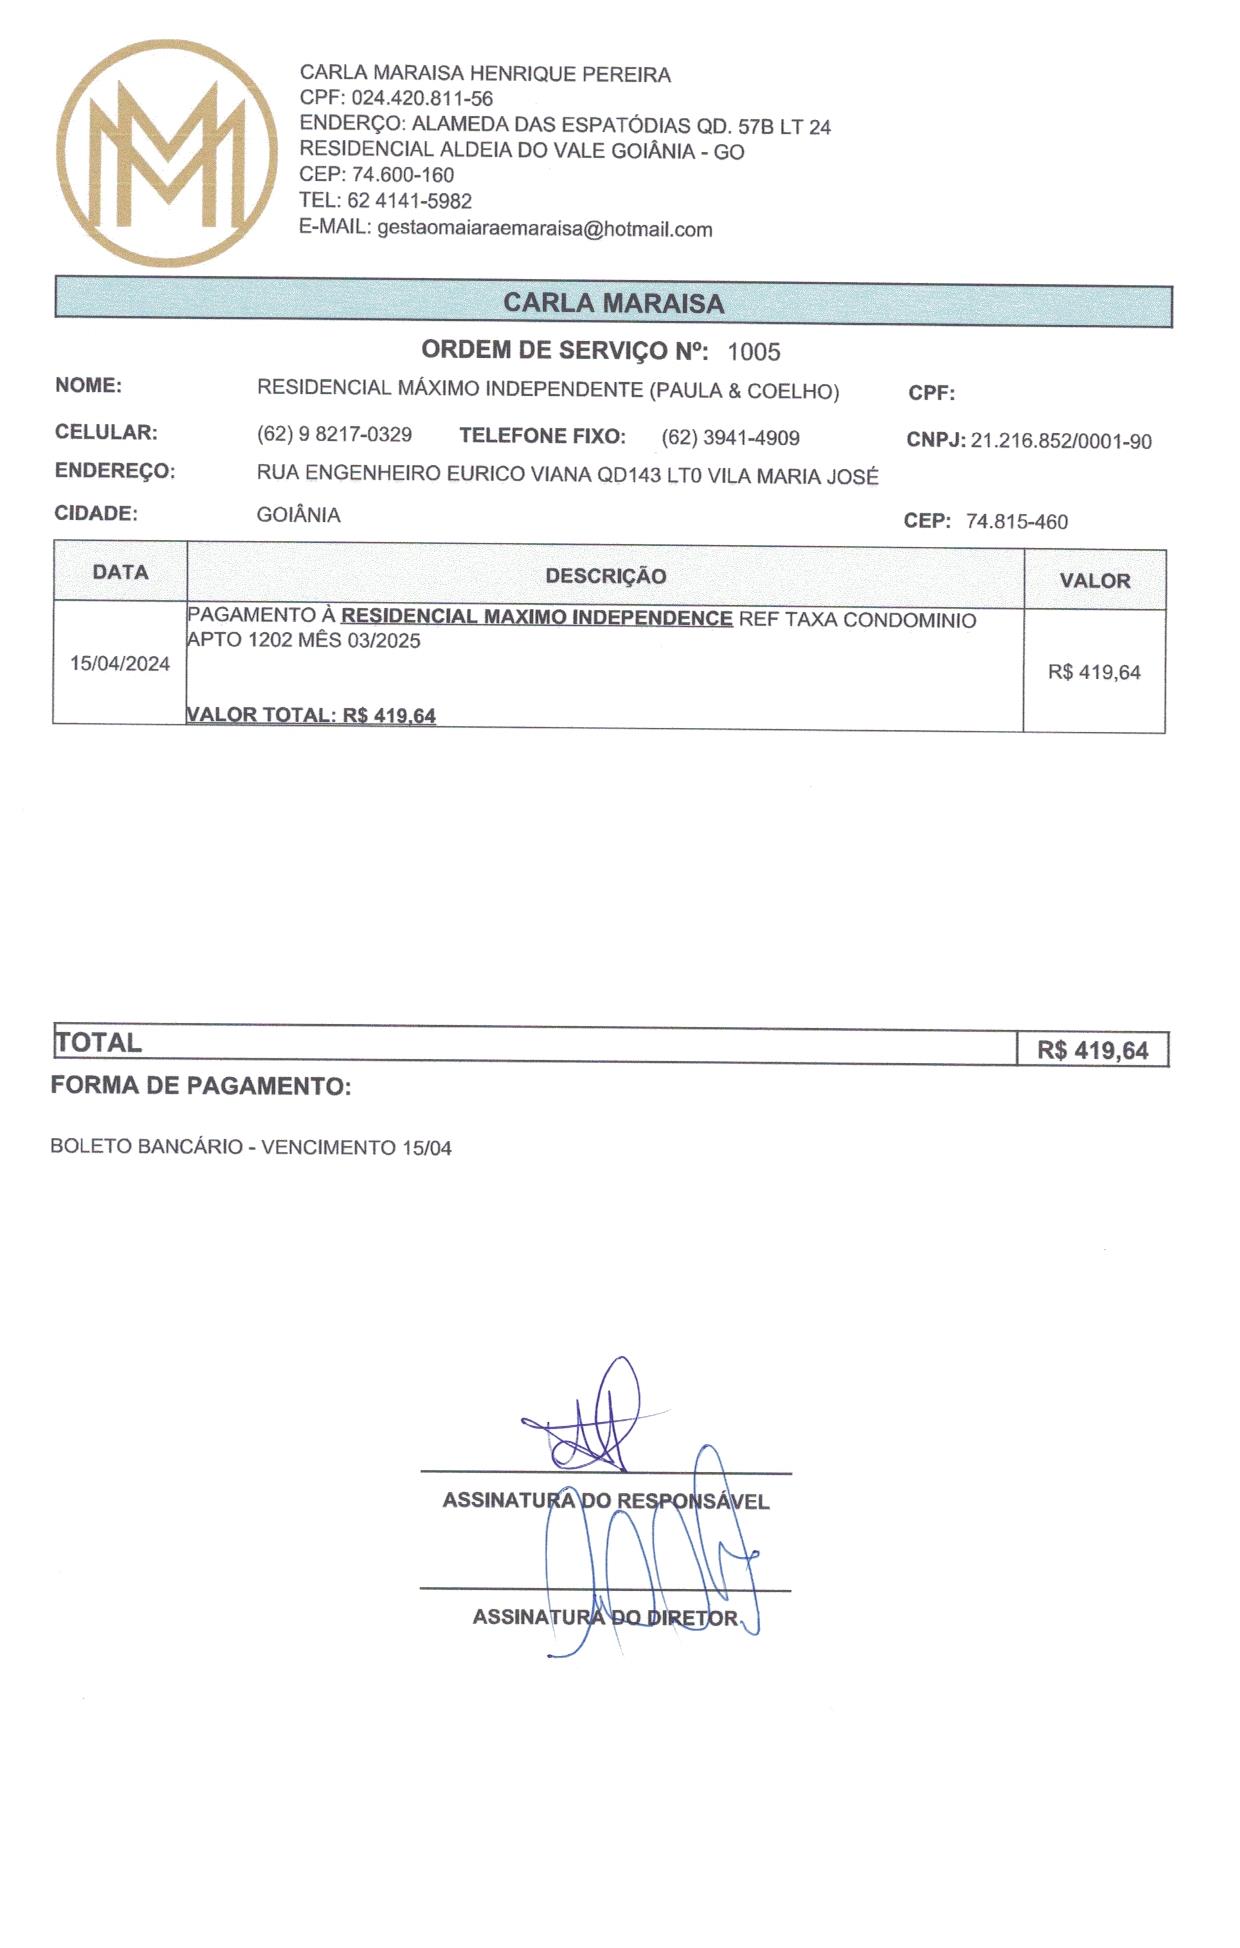 CARLA MARAISA HENRIQUE PEREIRA
CPF: 024.420.811-56
ENDERÇO: ALAMEDA DAS ESPATÓDIAS QD. 57B LT 24
RESIDENCIAL ALDEIA DO VALE GOIÂNIA - GO
CEP: 74.600-160
TEL: 62 4141-5982
E-MAIL: gestaomaiaraemaraisa@hotmail.com
CARLA MARAISA
ORDEM DE SERVIÇO Nº: 1005
NOME: RESIDENCIAL MÁXIMO INDEPENDENTE (PAULA & COELHO) CPF:
CELULAR: (62) 9 8217-0329 TELEFONE FIXO: (62) 3941-4909 CNPJ: 21.216.852/0001-90
ENDEREÇO: RUA ENGENHEIRO EURICO VIANA QD143 LT0 VILA MARIA JOSÉ
CIDADE: GOIÂNIA CEP: 74.815-460
DATA DESCRIÇÃO VALOR
PAGAMENTO À RESIDENCIAL MAXIMO INDEPENDENCE REF TAXA CONDOMINIO
APTO 1202 MÊS 03/2025
15/04/2024 R$ 419,64
VALOR TOTAL: R$ 419,64
TOTAL R$ 419,64
FORMA DE PAGAMENTO:
BOLETO BANCÁRIO - VENCIMENTO 15/04
ASSINATURA DO RESPONSÁVEL
ASSINATURA DO DIRETOR